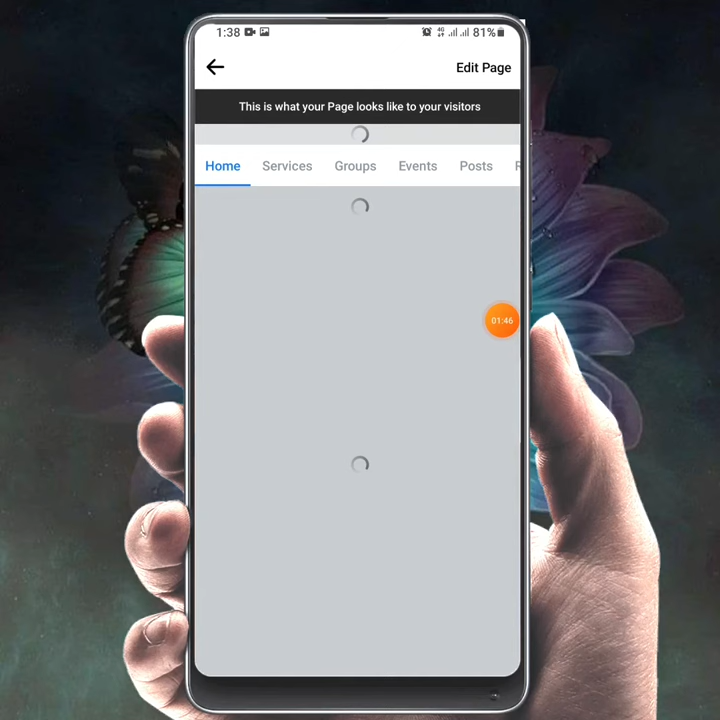 1:38 4G 81%
Edit Page
This is what your Page looks like to your visitors
Home Services Groups Events Posts
01:46